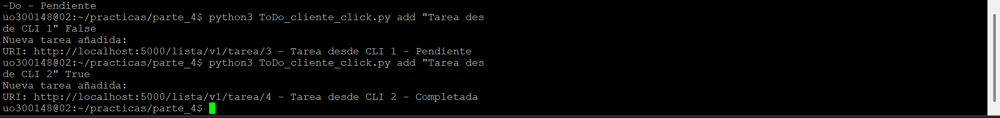 -Do - Pendiente
uo300148@02:~/practicas/parte_4$ python3 ToDo_cliente_click.py add "Tarea des
de CLI 1" False
Nueva tarea añadida:
URI: http://localhost:5000/lista/v1/tarea/3 - Tarea desde CLI 1 - Pendiente
uo300148@02:~/practicas/parte_4$ python3 ToDo_cliente_click.py add "Tarea des
de CLI 2" True
Nueva tarea añadida:
URI: http://localhost:5000/lista/v1/tarea/4 - Tarea desde CLI 2 - Completada
uo300148@02:~/practicas/parte_4$